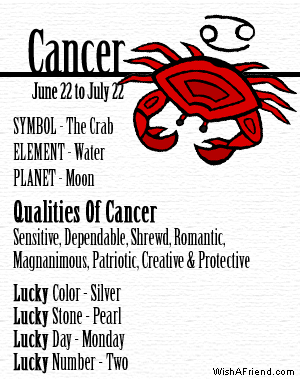 Cancer
June 22 to July 22
SYMBOL - The Crab
ELEMENT - Water
PLANET - Moon
Qualities Of Cancer
Sensitive, Dependable, Shrewd, Romantic,
Magnanimous, Patriotic, Creative & Protective
Lucky Color - Silver
Lucky Stone - Pearl
Lucky Day - Monday
Lucky Number - Two
WishAFriend.com